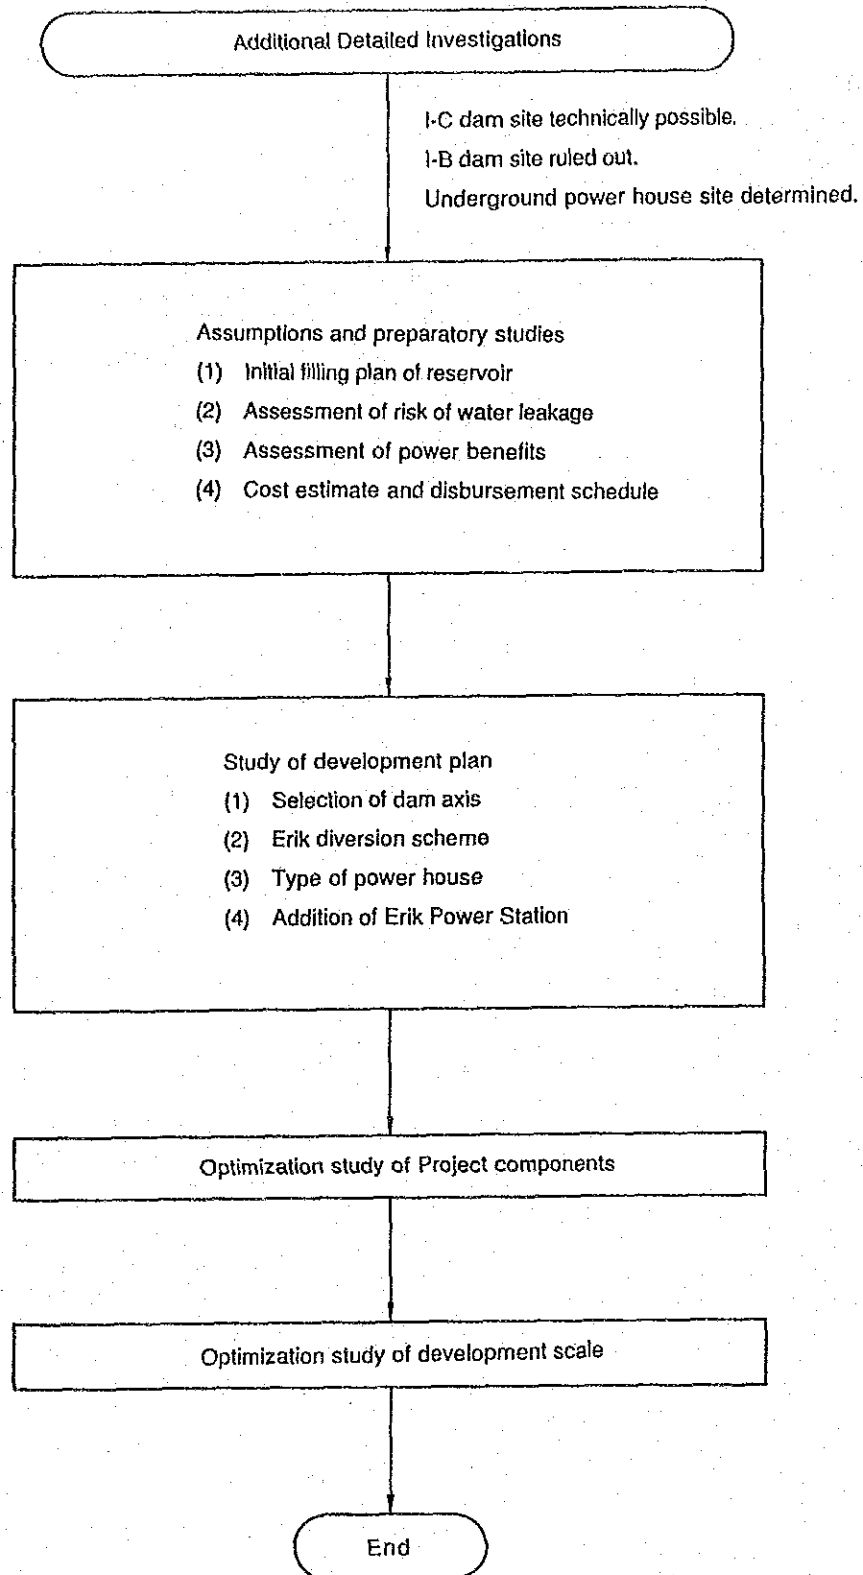 Additional Detailed Investigations
I-C dam site technically possible.
I-B dam site ruled out.
Underground power house site determined.
Assumptions and preparatory studies
(1) Initial filling plan of reservoir
(2) Assessment of risk of water leakage
(3) Assessment of power benefits
(4) Cost estimate and disbursement schedule
Study of development plan
(1) Selection of dam axis
(2) Erik diversion scheme
(3) Type of power house
(4) Addition of Erik Power Station
Optimization study of Project components
Optimization study of development scale
End